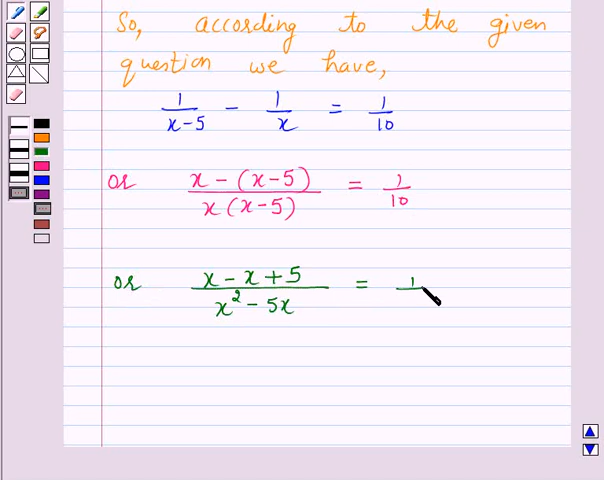 So, according to the given
question we have,
1/(x-5) - 1/x = 1/10
or (x - (x-5))/(x(x-5)) = 1/10
or (x - x + 5)/(x² - 5x) = 1/